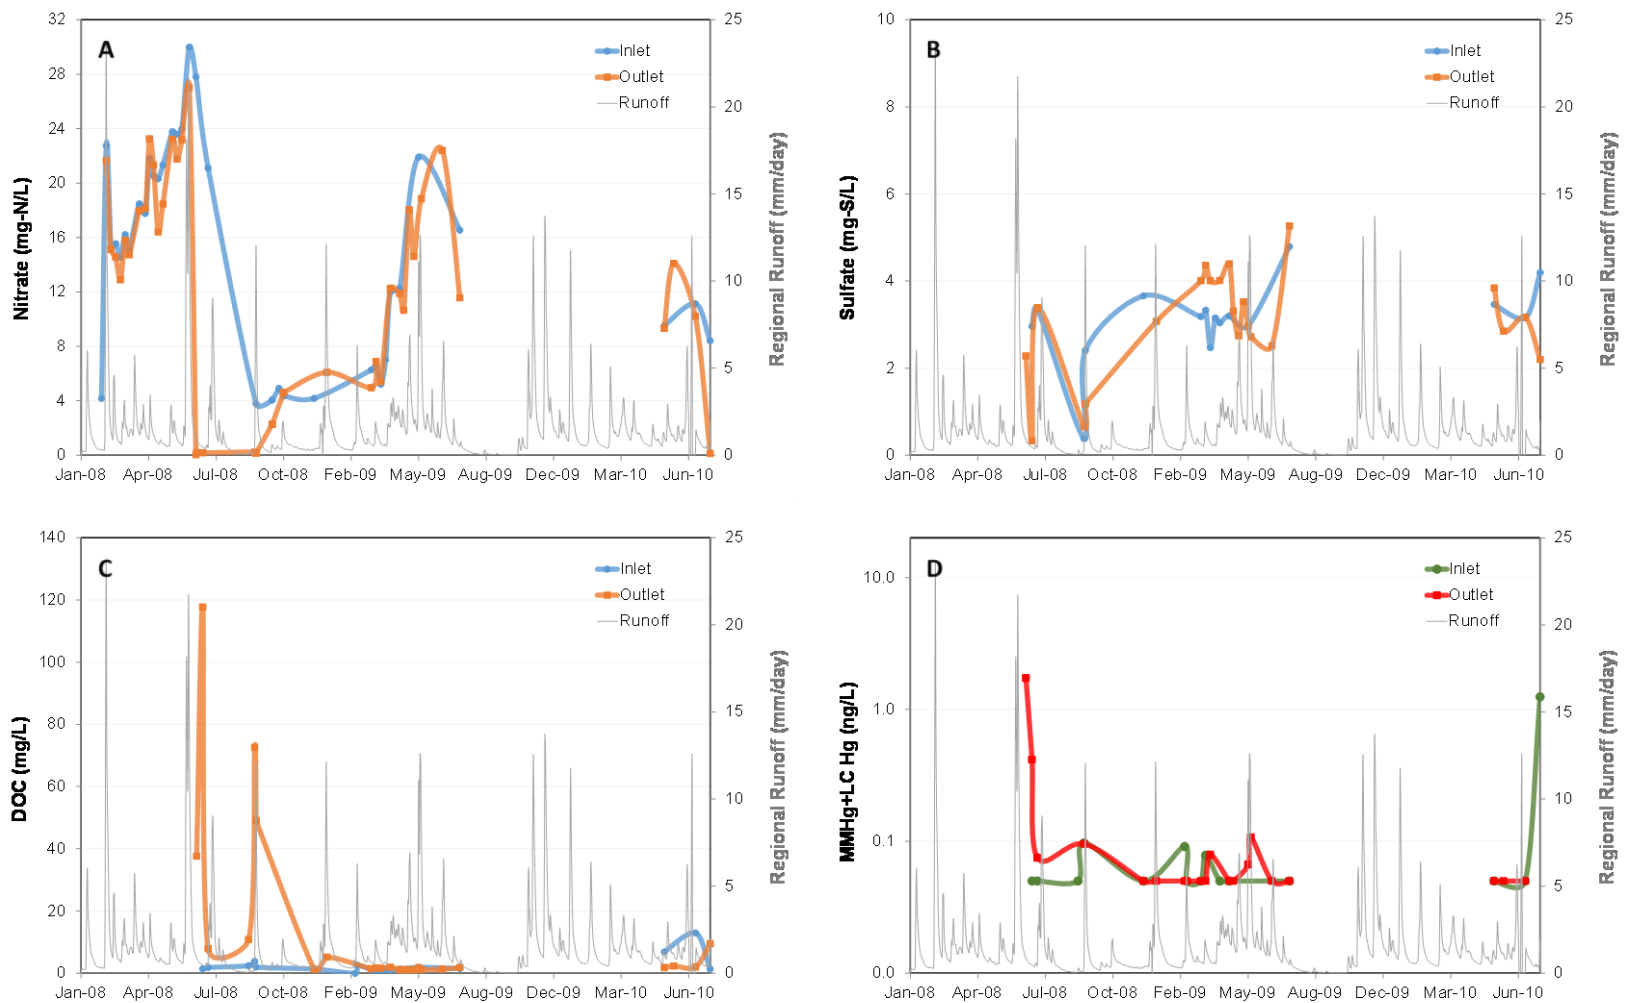 A
Inlet
Outlet
Runoff
Nitrate (mg-N/L)
32
28
24
20
16
12
8
4
0
25
20
15
10
5
0
Regional Runoff (mm/day)
Jan-08 Apr-08 Jul-08 Oct-08 Feb-09 May-09 Aug-09 Dec-09 Mar-10 Jun-10
B
Inlet
Outlet
Runoff
Sulfate (mg-S/L)
10
8
6
4
2
0
25
20
15
10
5
0
Regional Runoff (mm/day)
Jan-08 Apr-08 Jul-08 Oct-08 Feb-09 May-09 Aug-09 Dec-09 Mar-10 Jun-10
C
Inlet
Outlet
Runoff
DOC (mg/L)
140
120
100
80
60
40
20
0
25
20
15
10
5
0
Regional Runoff (mm/day)
Jan-08 Apr-08 Jul-08 Oct-08 Feb-09 May-09 Aug-09 Dec-09 Mar-10 Jun-10
D
Inlet
Outlet
Runoff
MMHg+LC Hg (ng/L)
10.0
1.0
0.1
0.0
25
20
15
10
5
0
Regional Runoff (mm/day)
Jan-08 Apr-08 Jul-08 Oct-08 Feb-09 May-09 Aug-09 Dec-09 Mar-10 Jun-10